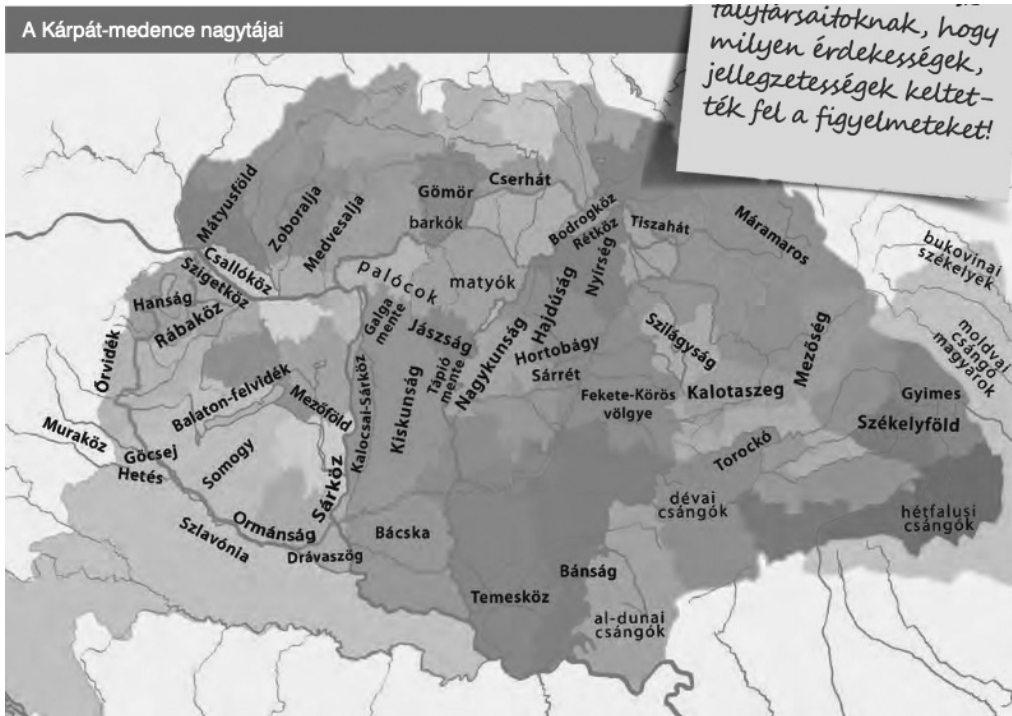 A Kárpát-medence nagytájai
falytársaitoknak, hogy
milyen érdekességek,
jellegzetességek keltet-
ték fel a figyelmeteket!
Mátyusföld
Zoboralja
Medvesalja
Gömör
Cserhát
barkók
Bodrogköz
Rétköz
Tiszahát
Máramaros
bukovinai
székelyek
Csallóköz
Szigetköz
Hanság
Rábaköz
palócok
matyók
Nyírség
Hajdúság
Galga
mente
Jászság
Tápió
mente
Nagykunság
Hortobágy
Sárrét
Szilágyság
Mezőség
moldvai
csángó
magyarok
Őrvidék
Balaton-felvidék
Mezőföld
Kalocsai-Sárköz
Kiskunság
Fekete-Körös
völgye
Kalotaszeg
Gyimes
Székelyföld
Muraköz
Göcsej
Hetés
Somogy
Sárköz
Torockó
Szlavónia
Ormánság
Drávaszög
Bácska
dévai
csángók
hétfalusi
csángók
Temesköz
Bánság
al-dunai
csángók